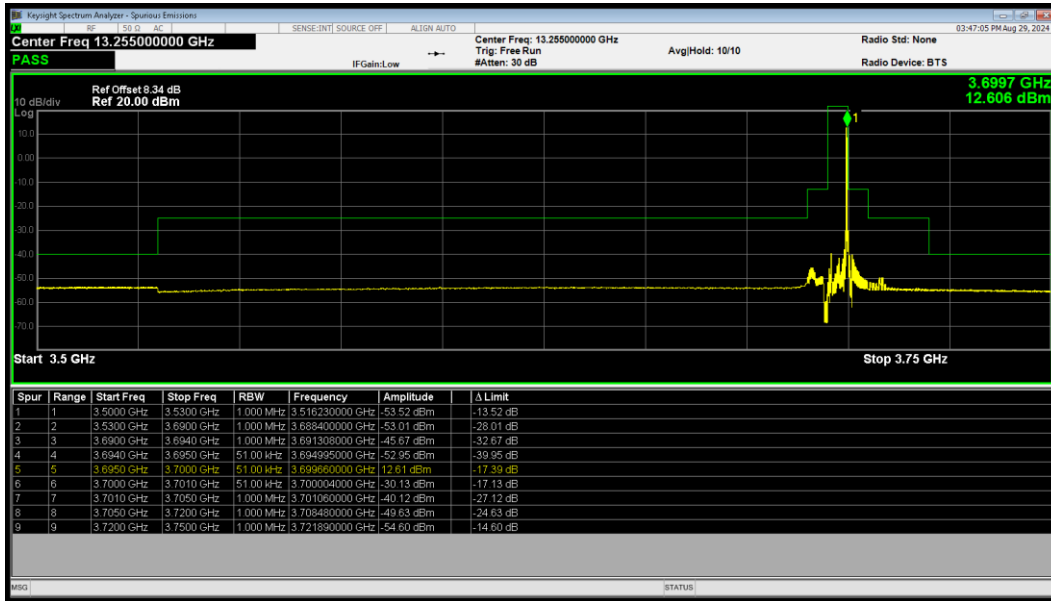 Keysight Spectrum Analyzer - Spurious Emissions
RF 50 Ω AC SENSE:INT SOURCE OFF ALIGN AUTO 03:47:05 PM Aug 29, 2024
Center Freq 13.255000000 GHz
PASS
IFGain:Low
Center Freq: 13.255000000 GHz
Trig: Free Run
#Atten: 30 dB
Avg|Hold: 10/10
Radio Std: None
Radio Device: BTS
3.6997 GHz
12.606 dBm
Ref Offset 8.34 dB
10 dB/div Ref 20.00 dBm
Log
10.0
0.00
-10.0
-20.0
-30.0
-40.0
-50.0
-60.0
-70.0
1
Start 3.5 GHz Stop 3.75 GHz
Spur Range Start Freq Stop Freq RBW Frequency Amplitude Δ Limit
1 1 3.5000 GHz 3.5300 GHz 1.000 MHz 3.516230000 GHz -53.52 dBm -13.52 dB
2 2 3.5300 GHz 3.6900 GHz 1.000 MHz 3.688400000 GHz -53.01 dBm -28.01 dB
3 3 3.6900 GHz 3.6940 GHz 1.000 MHz 3.691308000 GHz -45.67 dBm -32.67 dB
4 4 3.6940 GHz 3.6950 GHz 51.00 kHz 3.694995000 GHz -52.95 dBm -39.95 dB
5 5 3.6950 GHz 3.7000 GHz 51.00 kHz 3.699660000 GHz 12.61 dBm -17.39 dB
6 6 3.7000 GHz 3.7010 GHz 51.00 kHz 3.700004000 GHz -30.13 dBm -17.13 dB
7 7 3.7010 GHz 3.7050 GHz 1.000 MHz 3.701060000 GHz -40.12 dBm -27.12 dB
8 8 3.7050 GHz 3.7200 GHz 1.000 MHz 3.708480000 GHz -49.63 dBm -24.63 dB
9 9 3.7200 GHz 3.7500 GHz 1.000 MHz 3.721890000 GHz -54.60 dBm -14.60 dB
MSG STATUS